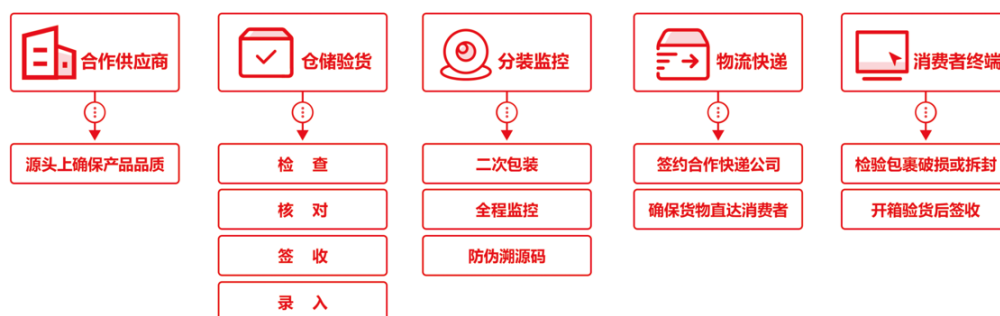 合作供应商
源头上确保产品品质
仓储验货
检 查
核 对
签 收
录 入
分装监控
二次包装
全程监控
防伪溯源码
物流快递
签约合作快递公司
确保货物直达消费者
消费者终端
检验包裹破损或拆封
开箱验货后签收